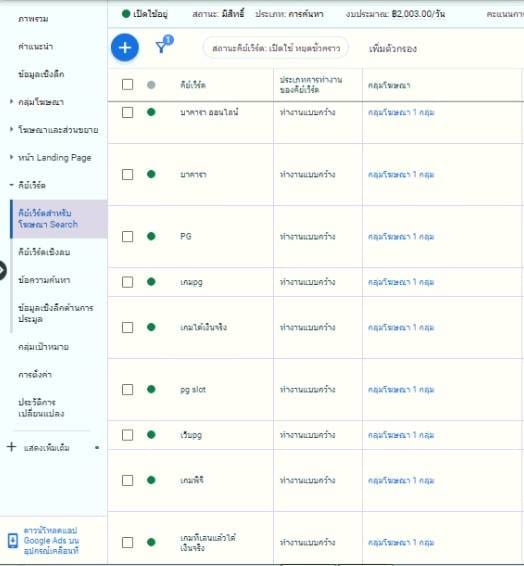 ภาพรวม
คำแนะนำ
ข้อมูลเชิงลึก
กลุ่มโฆษณา
โฆษณาและส่วนขยาย
หน้า Landing Page
คีย์เวิร์ด
คีย์เวิร์ดสำหรับ
โฆษณา Search
คีย์เวิร์ดเชิงลบ
ข้อความค้นหา
ข้อมูลเชิงลึกด้านการ
ประมูล
กลุ่มเป้าหมาย
การตั้งค่า
ประวัติการ
เปลี่ยนแปลง
แสดงเพิ่มเติม
ดาวน์โหลดแอป
Google Ads บน
อุปกรณ์เคลื่อนที่
เปิดใช้อยู่ สถานะ: มีสิทธิ์ ประเภท: การค้นหา งบประมาณ: ฿2,003.00/วัน คะแนนกา
1 สถานะคีย์เวิร์ด: เปิดใช้ หยุดชั่วคราว เพิ่มตัวกรอง
คีย์เวิร์ด ประเภทการทำงาน
ของคีย์เวิร์ด กลุ่มโฆษณา
บาคารา ออนไลน์ ทำงานแบบกว้าง กลุ่มโฆษณา 1 กลุ่ม
บาคารา ทำงานแบบกว้าง กลุ่มโฆษณา 1 กลุ่ม
PG ทำงานแบบกว้าง กลุ่มโฆษณา 1 กลุ่ม
เกมpg ทำงานแบบกว้าง กลุ่มโฆษณา 1 กลุ่ม
เกมได้เงินจริง ทำงานแบบกว้าง กลุ่มโฆษณา 1 กลุ่ม
pg slot ทำงานแบบกว้าง กลุ่มโฆษณา 1 กลุ่ม
เว็บpg ทำงานแบบกว้าง กลุ่มโฆษณา 1 กลุ่ม
เกมพีจี ทำงานแบบกว้าง กลุ่มโฆษณา 1 กลุ่ม
เกมที่เล่นแล้วได้
เงินจริง ทำงานแบบกว้าง กลุ่มโฆษณา 1 กลุ่ม